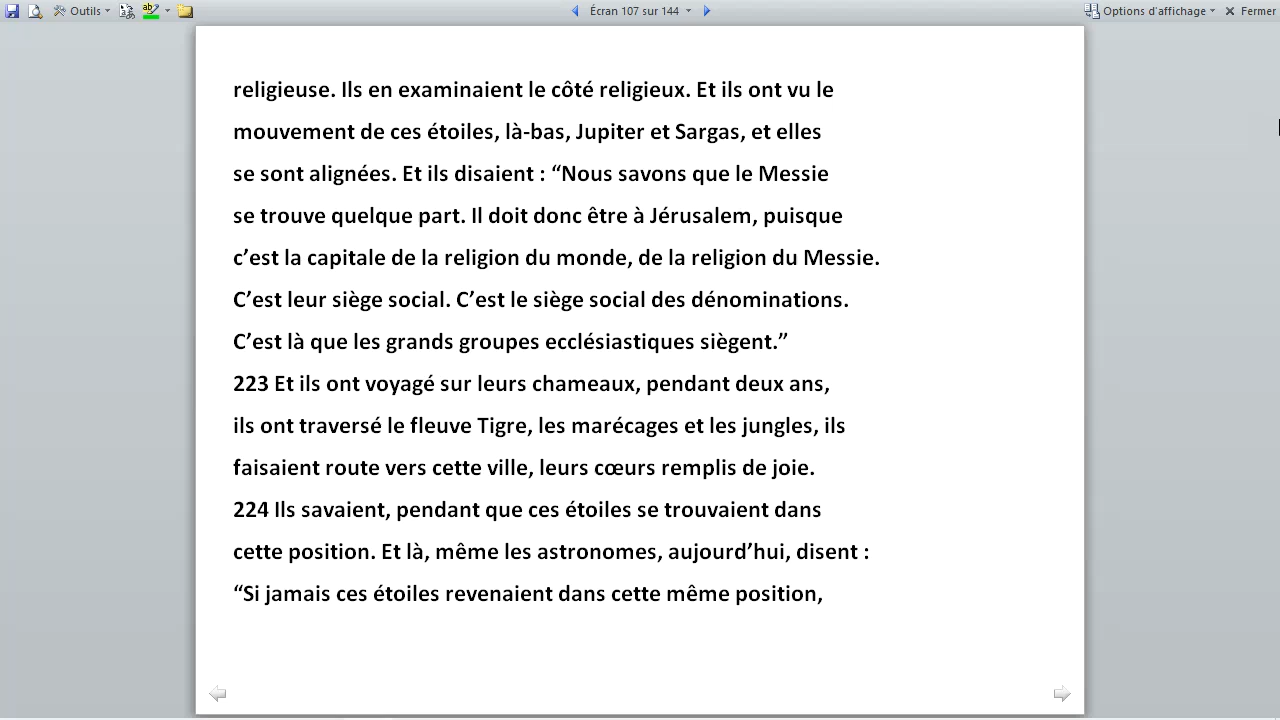 Outils
Écran 107 sur 144
Options d'affichage
Fermer
religieuse. Ils en examinaient le côté religieux. Et ils ont vu le
mouvement de ces étoiles, là-bas, Jupiter et Sargas, et elles
se sont alignées. Et ils disaient : “Nous savons que le Messie
se trouve quelque part. Il doit donc être à Jérusalem, puisque
c’est la capitale de la religion du monde, de la religion du Messie.
C’est leur siège social. C’est le siège social des dénominations.
C’est là que les grands groupes ecclésiastiques siègent.”
223 Et ils ont voyagé sur leurs chameaux, pendant deux ans,
ils ont traversé le fleuve Tigre, les marécages et les jungles, ils
faisaient route vers cette ville, leurs cœurs remplis de joie.
224 Ils savaient, pendant que ces étoiles se trouvaient dans
cette position. Et là, même les astronomes, aujourd’hui, disent :
“Si jamais ces étoiles revenaient dans cette même position,